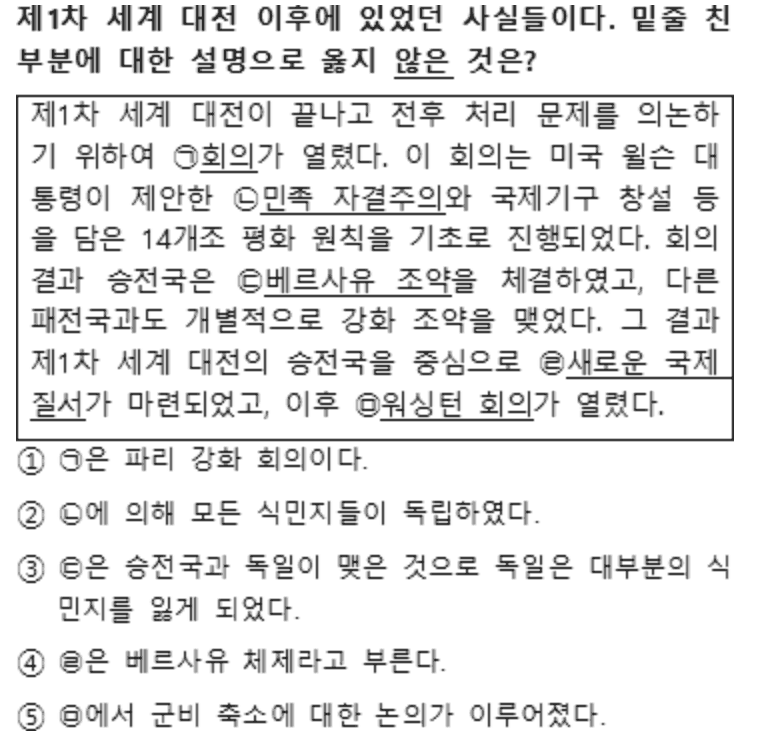 제1차 세계 대전 이후에 있었던 사실들이다. 밑줄 친
부분에 대한 설명으로 옳지 않은 것은?
제1차 세계 대전이 끝나고 전후 처리 문제를 의논하
기 위하여 ㉠회의가 열렸다. 이 회의는 미국 윌슨 대
통령이 제안한 ㉡민족 자결주의와 국제기구 창설 등
을 담은 14개조 평화 원칙을 기초로 진행되었다. 회의
결과 승전국은 ㉢베르사유 조약을 체결하였고, 다른
패전국과도 개별적으로 강화 조약을 맺었다. 그 결과
제1차 세계 대전의 승전국을 중심으로 ㉣새로운 국제
질서가 마련되었고, 이후 ㉤워싱턴 회의가 열렸다.
① ㉠은 파리 강화 회의이다.
② ㉡에 의해 모든 식민지들이 독립하였다.
③ ㉢은 승전국과 독일이 맺은 것으로 독일은 대부분의 식
민지를 잃게 되었다.
④ ㉣은 베르사유 체제라고 부른다.
⑤ ㉤에서 군비 축소에 대한 논의가 이루어졌다.